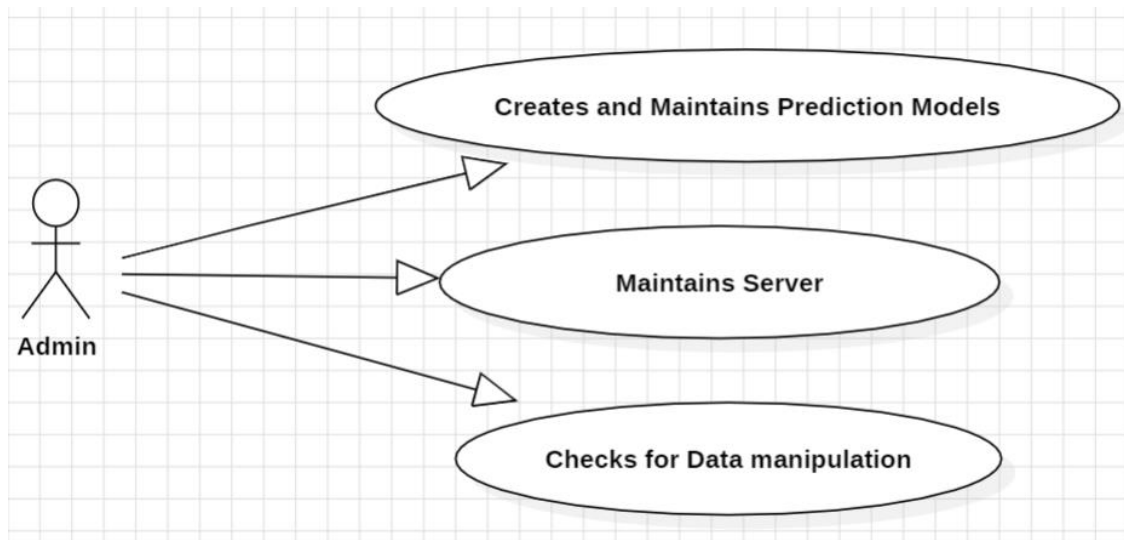 Creates and Maintains Prediction Models
Maintains Server
Admin
Checks for Data manipulation